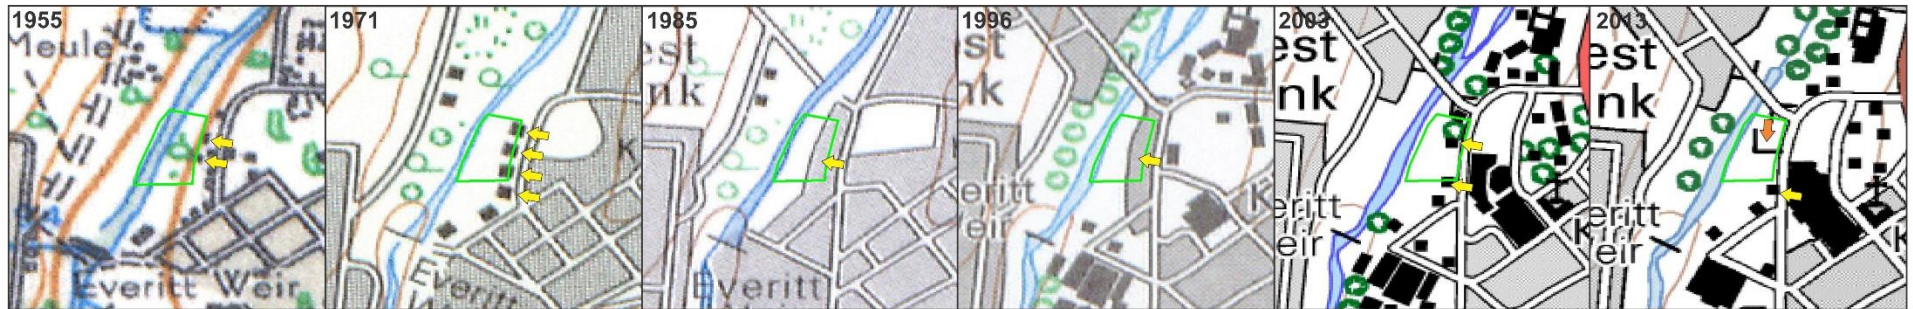 1955
Meule
Everitt Weir
1971
K
Everitt
1985
est
nk
Everitt
1996
st
nk
eritt
eir
K
2003
est
nk
eritt
eir
K
2013
est
nk
eritt
eir
K